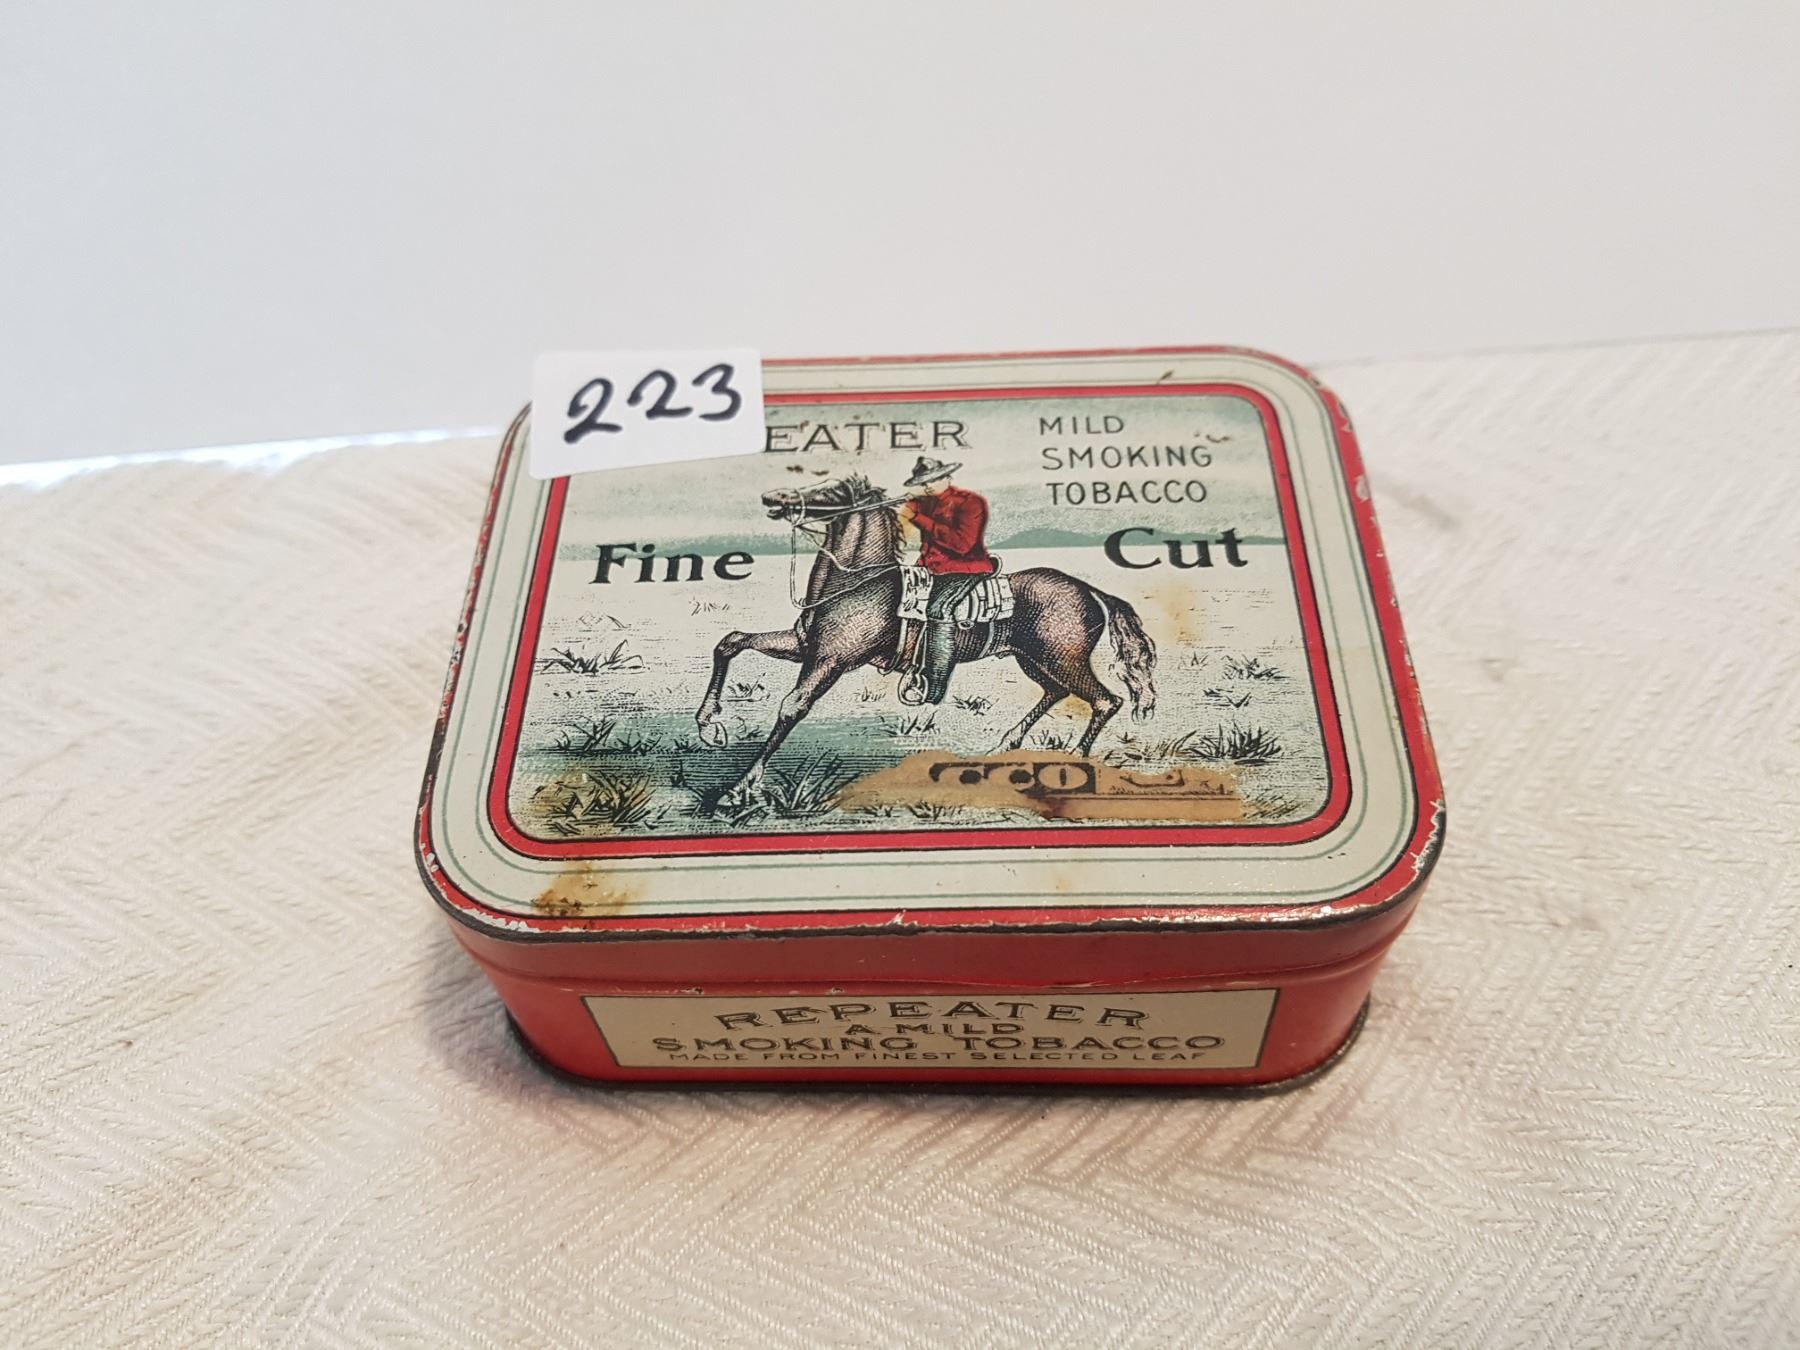 223
EATER
MILD
SMOKING
TOBACCO
Fine Cut
REPEATER
A MILD
SMOKING TOBACCO
MADE FROM FINEST SELECTED LEAF